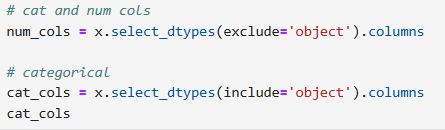 # cat and num cols
num_cols = x.select_dtypes(exclude='object').columns
# categorical
cat_cols = x.select_dtypes(include='object').columns
cat_cols